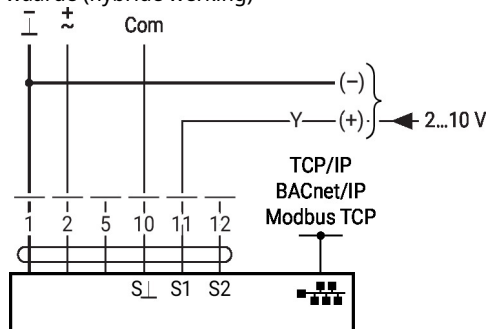 waarde (hybride werking)
⊥ ~ Com
− +
(−)
Y (+) 2...10 V
TCP/IP
BACnet/IP
Modbus TCP
1 2 5 10 11 12
S⊥ S1 S2